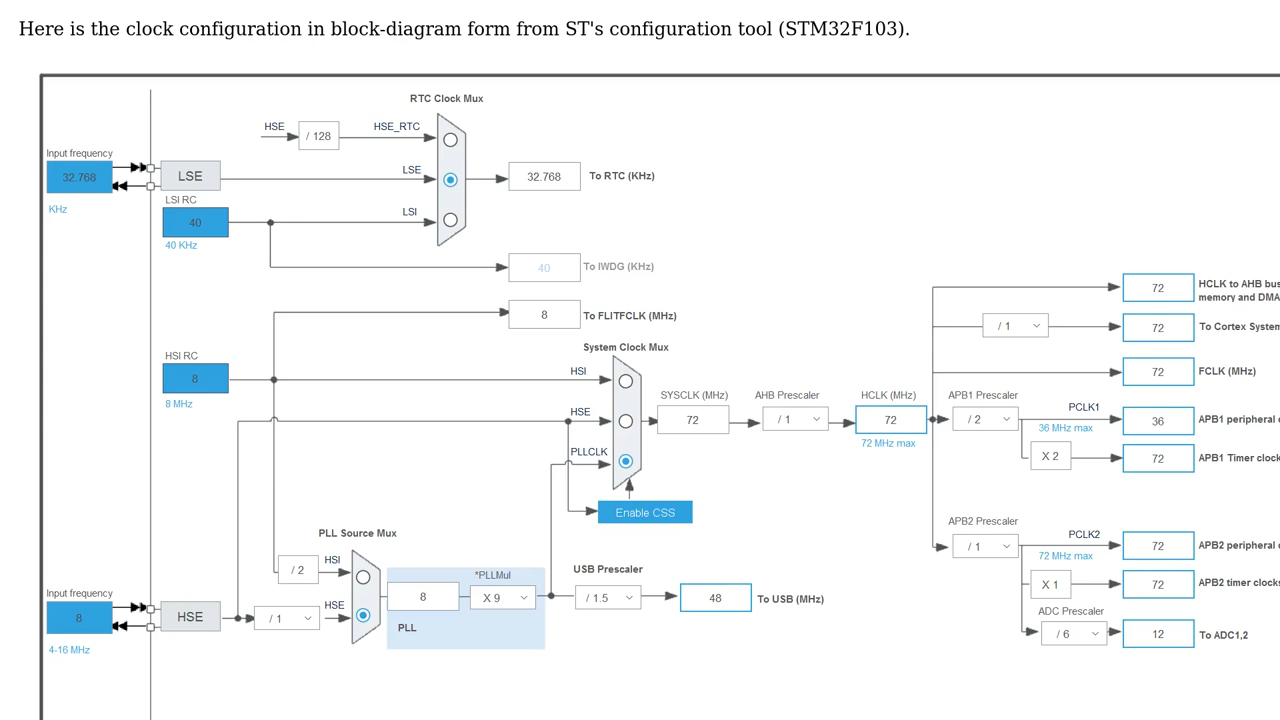 Here is the clock configuration in block-diagram form from ST's configuration tool (STM32F103).
RTC Clock Mux
HSE
/ 128
HSE_RTC
Input frequency
32.768
KHz
LSE
LSE
32.768
To RTC (KHz)
LSI RC
40
40 KHz
LSI
40
To IWDG (KHz)
8
To FLITFCLK (MHz)
HSI RC
8
8 MHz
System Clock Mux
HSI
HSE
PLLCLK
SYSCLK (MHz)
72
AHB Prescaler
/ 1
HCLK (MHz)
72
72 MHz max
Enable CSS
72
HCLK to AHB bus
memory and DMA
/ 1
72
To Cortex System
72
FCLK (MHz)
APB1 Prescaler
/ 2
PCLK1
36 MHz max
36
APB1 peripheral
X 2
72
APB1 Timer clock
APB2 Prescaler
/ 1
PCLK2
72 MHz max
72
APB2 peripheral
X 1
72
APB2 timer clocks
ADC Prescaler
/ 6
12
To ADC1,2
PLL Source Mux
/ 2
HSI
Input frequency
8
4-16 MHz
HSE
/ 1
HSE
8
*PLLMul
X 9
PLL
USB Prescaler
/ 1.5
48
To USB (MHz)